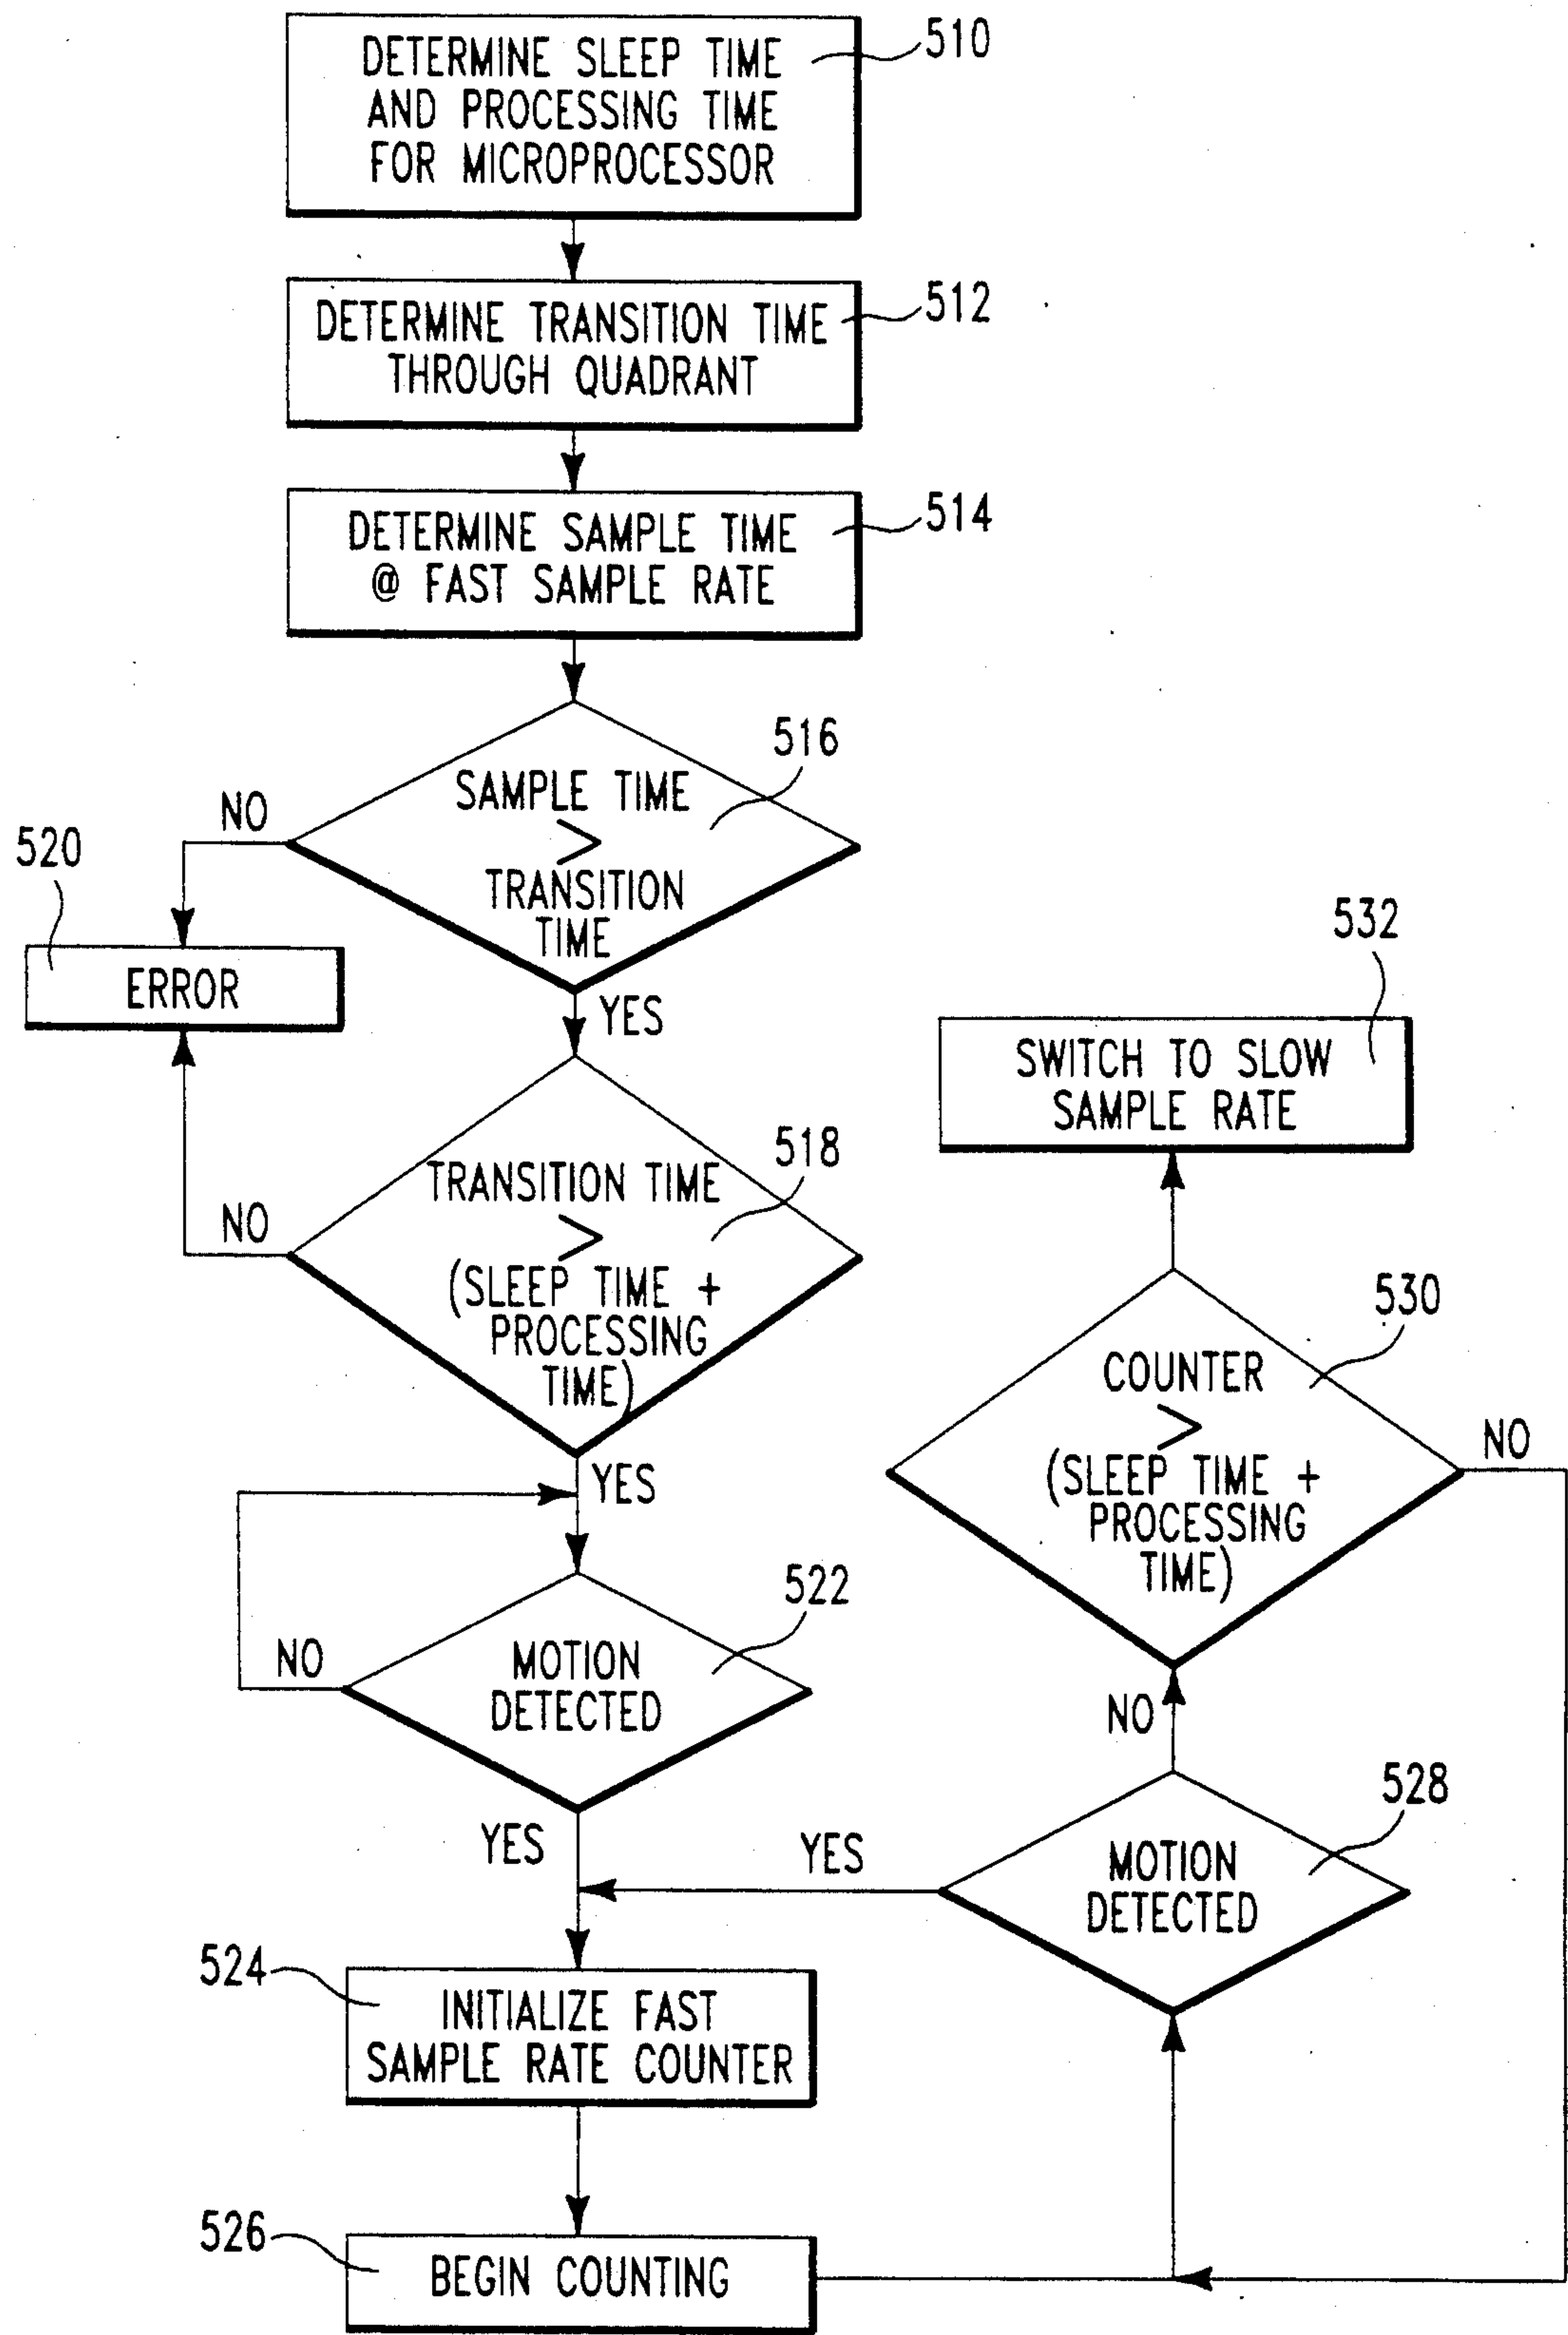 DETERMINE SLEEP TIME
AND PROCESSING TIME
FOR MICROPROCESSOR
510
DETERMINE TRANSITION TIME
THROUGH QUADRANT
512
DETERMINE SAMPLE TIME
@ FAST SAMPLE RATE
514
516
SAMPLE TIME
>
TRANSITION
TIME
NO
YES
520
ERROR
518
TRANSITION TIME
>
(SLEEP TIME +
PROCESSING
TIME)
NO
YES
522
MOTION
DETECTED
NO
YES
524
INITIALIZE FAST
SAMPLE RATE COUNTER
526
BEGIN COUNTING
528
MOTION
DETECTED
YES
NO
530
COUNTER
>
(SLEEP TIME +
PROCESSING
TIME)
NO
532
SWITCH TO SLOW
SAMPLE RATE